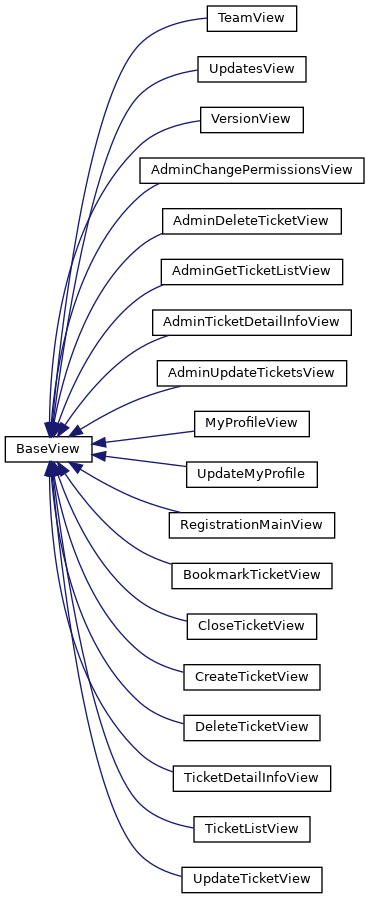 TeamView
UpdatesView
VersionView
AdminChangePermissionsView
AdminDeleteTicketView
AdminGetTicketListView
AdminTicketDetailInfoView
AdminUpdateTicketsView
MyProfileView
BaseView
UpdateMyProfile
RegistrationMainView
BookmarkTicketView
CloseTicketView
CreateTicketView
DeleteTicketView
TicketDetailInfoView
TicketListView
UpdateTicketView